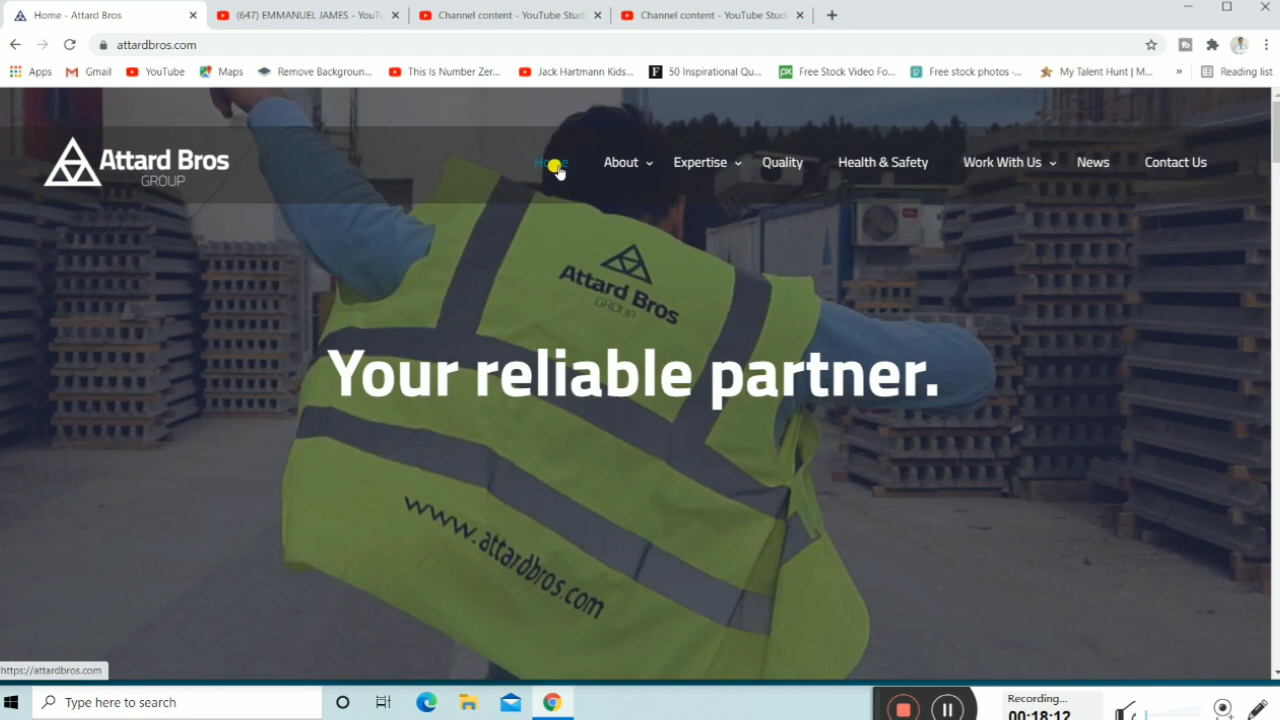 Home - Attard Bros
(647) EMMANUEL JAMES - YouTu
Channel content - YouTube Stud
Channel content - YouTube Stud
attardbros.com
Apps
Gmail
YouTube
Maps
Remove Backgroun...
This Is Number Zer...
Jack Hartmann Kids...
50 Inspirational Qu...
Free Stock Video Fo...
Free stock photos -...
My Talent Hunt | M...
»
Reading list
Attard Bros
GROUP
Home
About
Expertise
Quality
Health & Safety
Work With Us
News
Contact Us
Attard Bros
GROUP
Your reliable partner.
www.attardbros.com
https://attardbros.com
Type here to search
Recording...
00:18:12